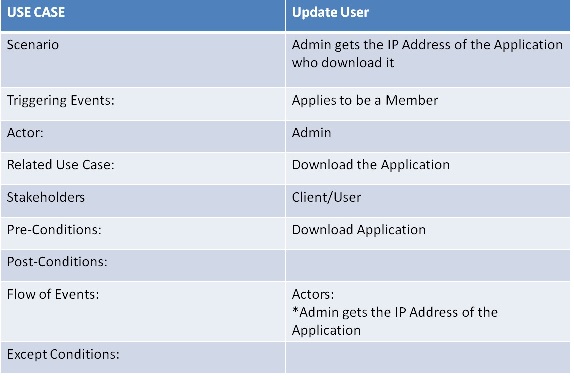 USE CASE Update User
Scenario Admin gets the IP Address of the Application
who download it
Triggering Events: Applies to be a Member
Actor: Admin
Related Use Case: Download the Application
Stakeholders Client/User
Pre-Conditions: Download Application
Post-Conditions:
Flow of Events: Actors:
*Admin gets the IP Address of the
Application
Except Conditions: